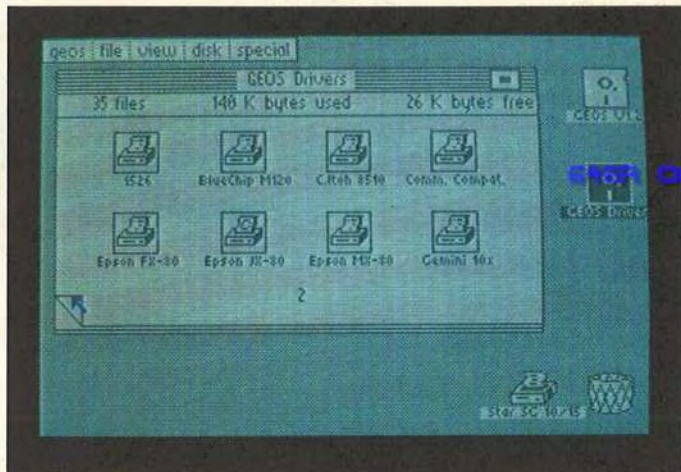 geos file view disk special
GEOS Drivers
35 files 140 K bytes used 26 K bytes free
1526 BlueChip M120 C.Itoh 8510 Comm. Compat.
Epson FX-80 Epson JX-80 Epson MX-80 Gemini 10x
2
GEOS V1.2
GEOS Driver
Star SG 10/15